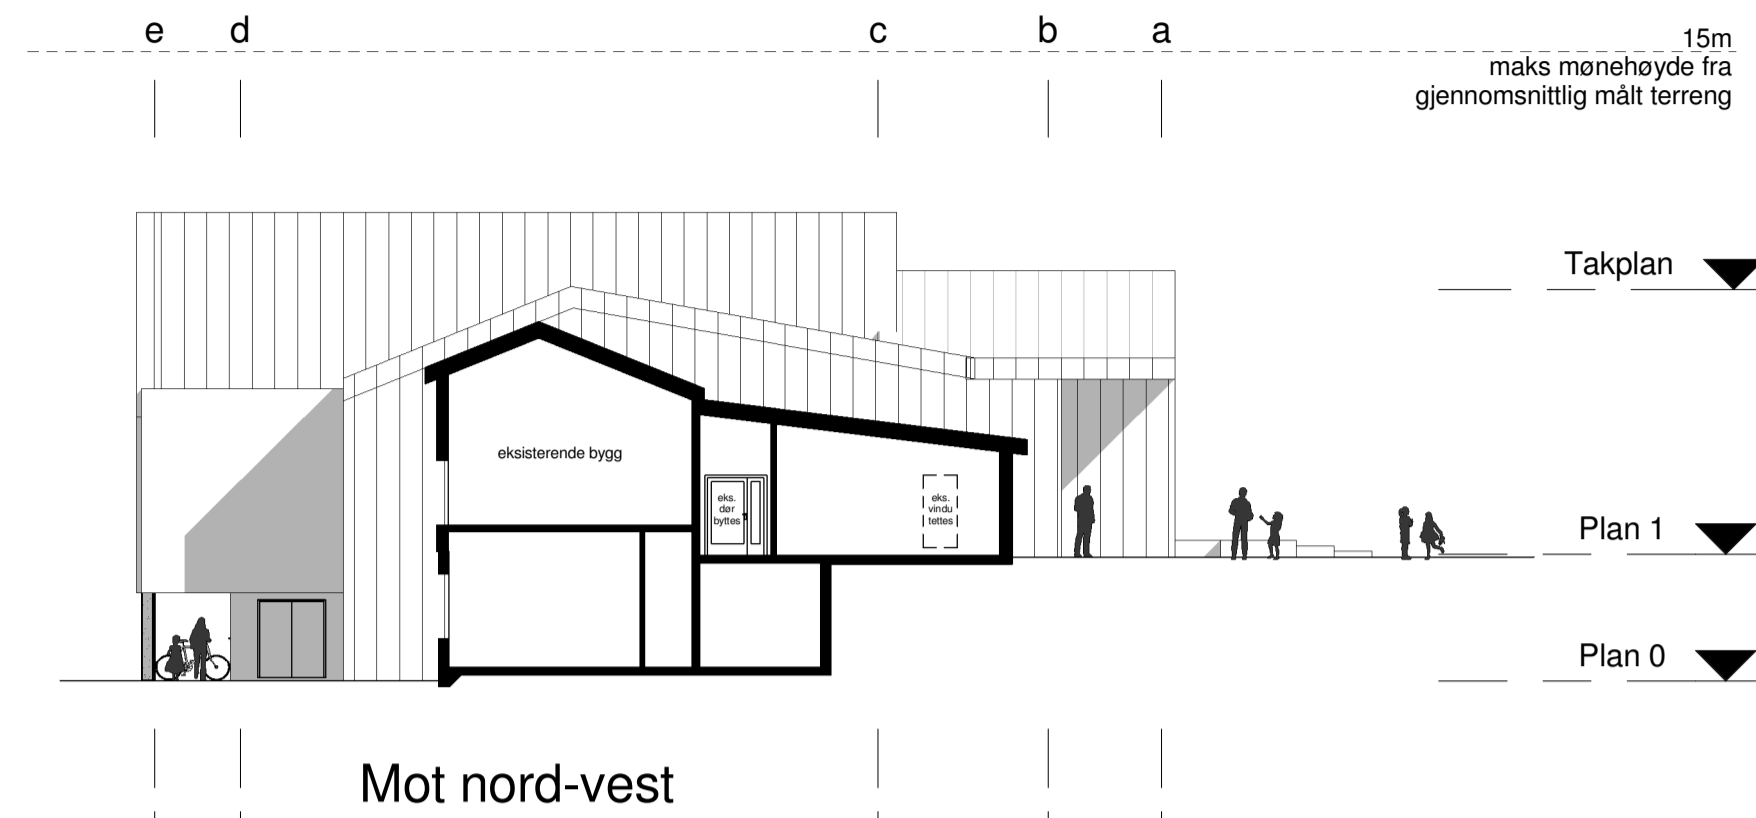 e d c b a
15m
maks mønehøyde fra
gjennomsnittlig målt terreng
Takplan
eksisterende bygg
eks.
dør
byttes
eks.
vindu
tettes
Plan 1
Plan 0
Mot nord-vest